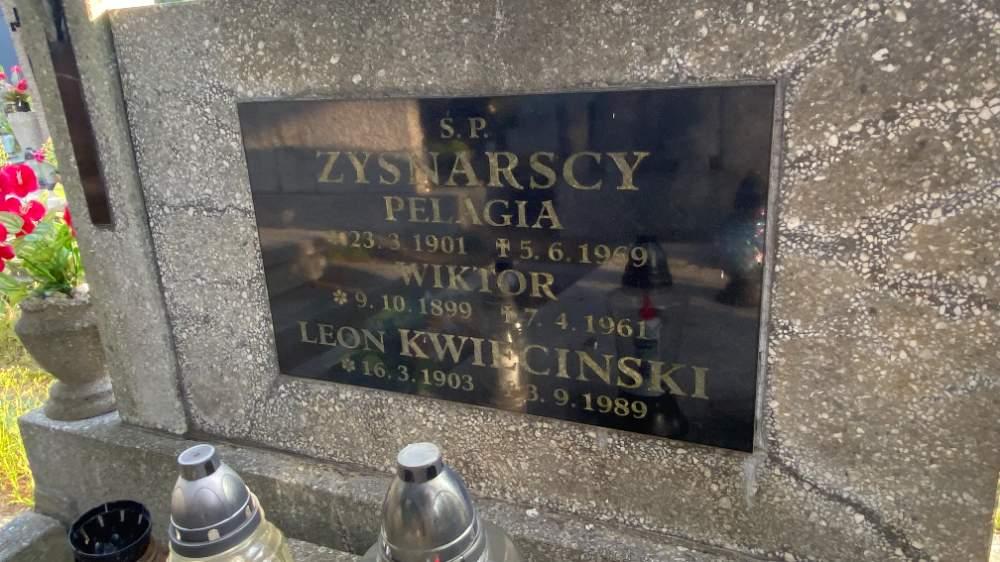 S.P.
ZYSNARSCY
PELAGIA
* 23.3.1901 ✝ 5.6.1969
WIKTOR
* 9.10.1899 ✝ 7.4.1961
LEON KWIECINSKI
* 16.3.1903 3.9.1989